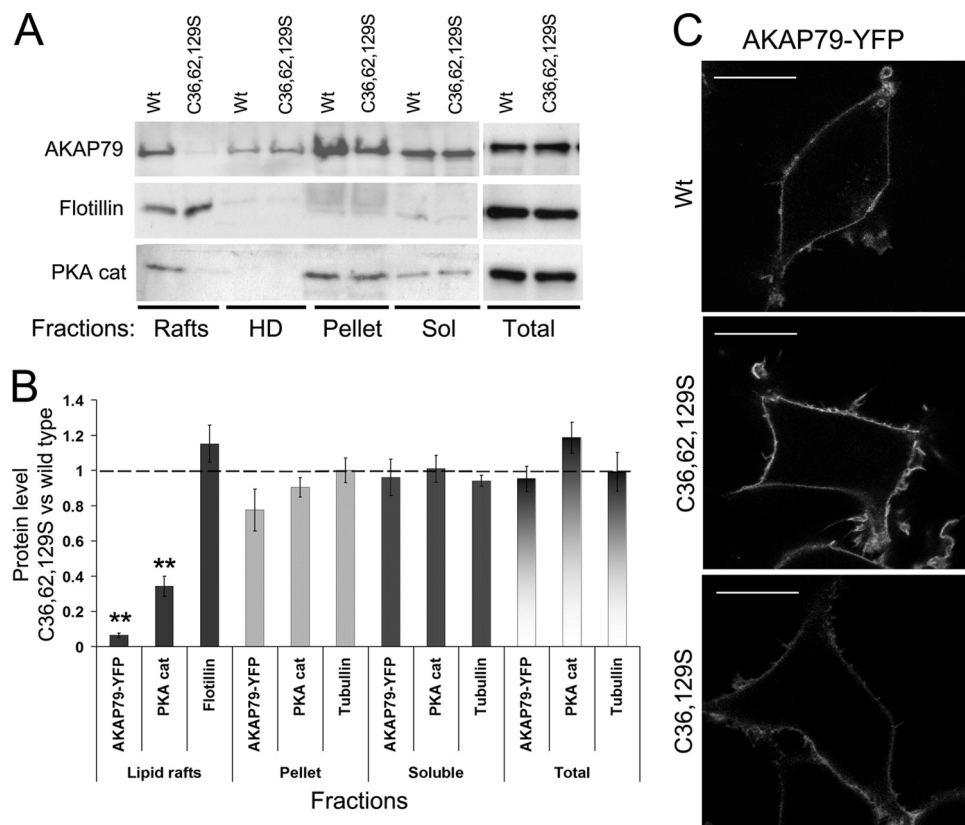 A
Wt
C36,62,129S
Wt
C36,62,129S
Wt
C36,62,129S
Wt
C36,62,129S
Wt
C36,62,129S
AKAP79
Flotillin
PKA cat
Fractions: Rafts HD Pellet Sol Total
B
Protein level
C36,62,129S vs wild type
1.4
1.2
1
0.8
0.6
0.4
0.2
0
**
**
AKAP79-YFP
PKA cat
Flotillin
AKAP79-YFP
PKA cat
Tubullin
AKAP79-YFP
PKA cat
Tubullin
AKAP79-YFP
PKA cat
Tubullin
Lipid rafts Pellet Soluble Total
Fractions
C
AKAP79-YFP
Wt
C36,62,129S
C36,129S